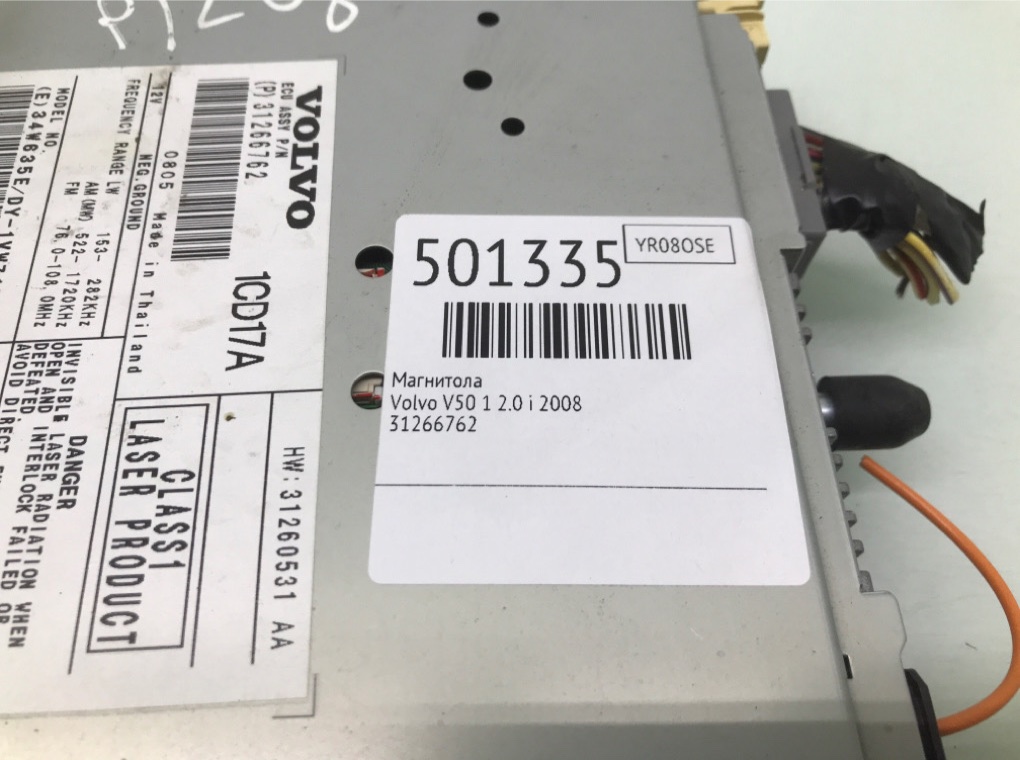 VOLVO
ECU ASSY P/N
(P)31266762
1CD17A
0805 Made in Thailand
12V NEG.GROUND
FREQUENCY RANGE LW 153- 282KHz
AM(MW) 522- 1720KHz
FM 76.0-108.0MHz
MODEL NO.
HW:31260531 AA
CLASS1
LASER PRODUCT
DANGER
INVISIBLE LASER RADIATION WHEN
OPEN AND INTERLOCK FAILED OR
DEFEATED
AVOID DIRECT
501335
YR08OSE
Магнитола
Volvo V50 1 2.0 i 2008
31266762